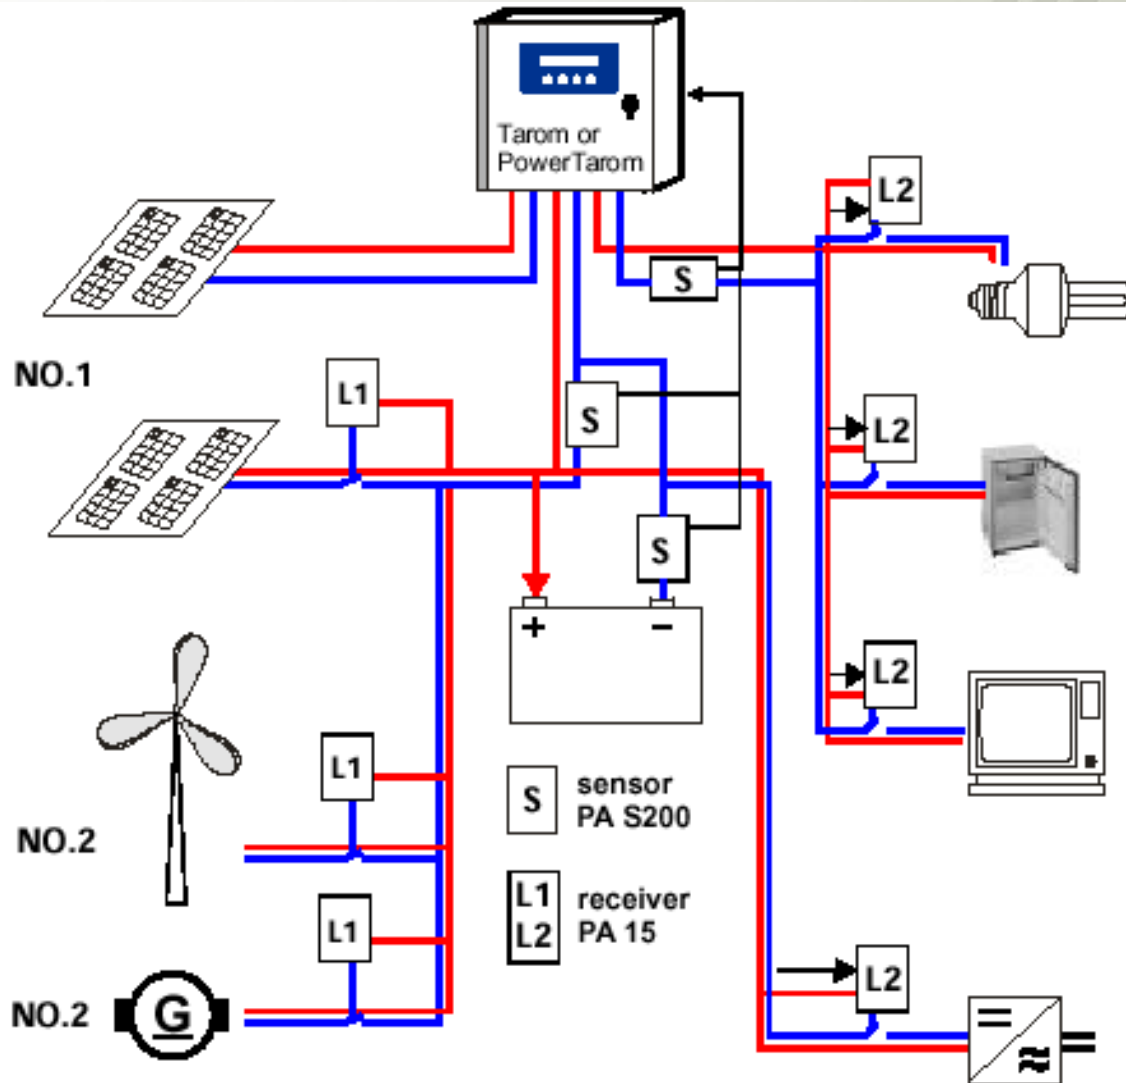 Tarom or
PowerTarom
L2
S
NO.1
L1
S
L2
S
+
−
L2
L1
S
sensor
PA S200
NO.2
L1
L1
L2
receiver
PA 15
L2
NO.2
G